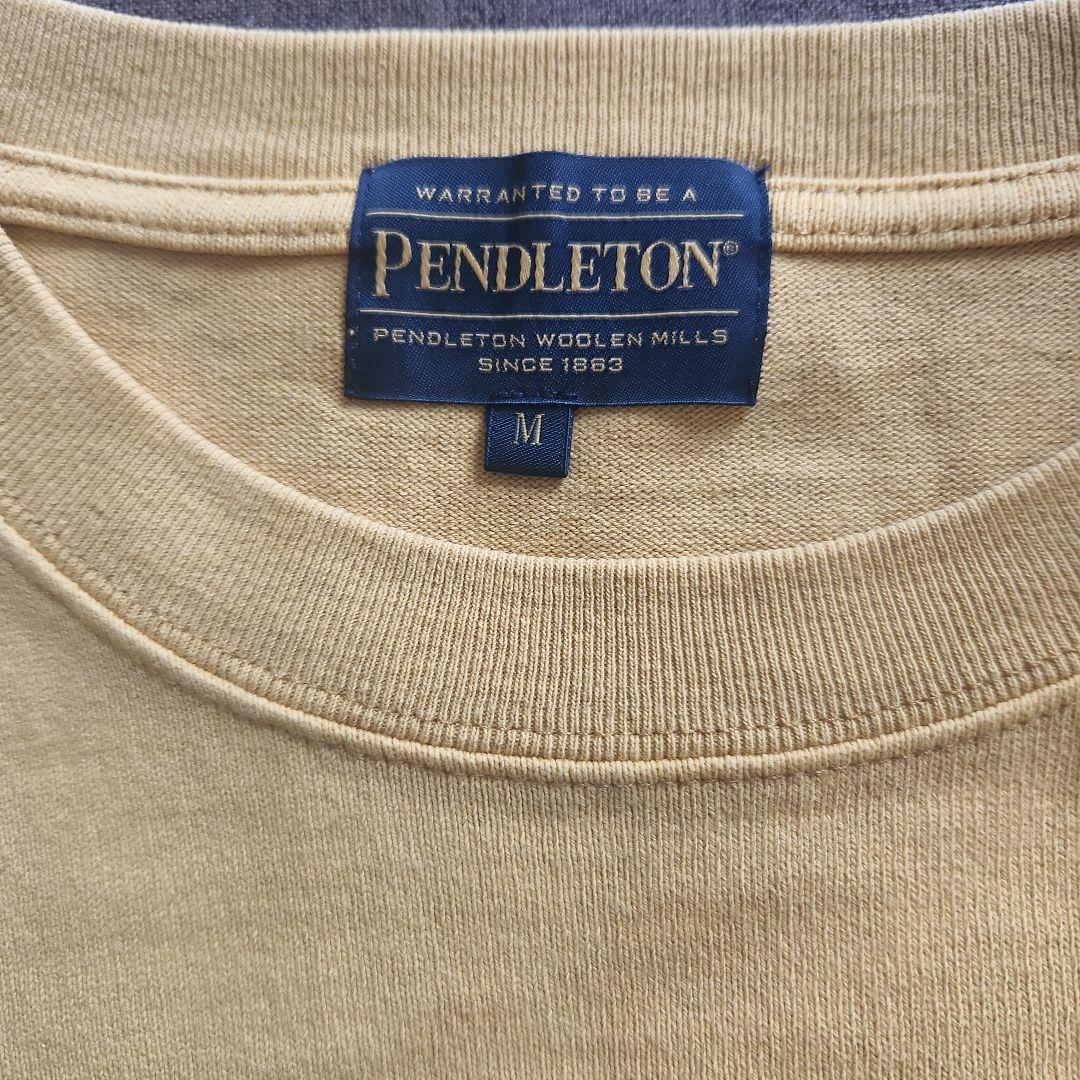 WARRANTED TO BE A
PENDLETON®
PENDLETON WOOLEN MILLS
SINCE 1863
M